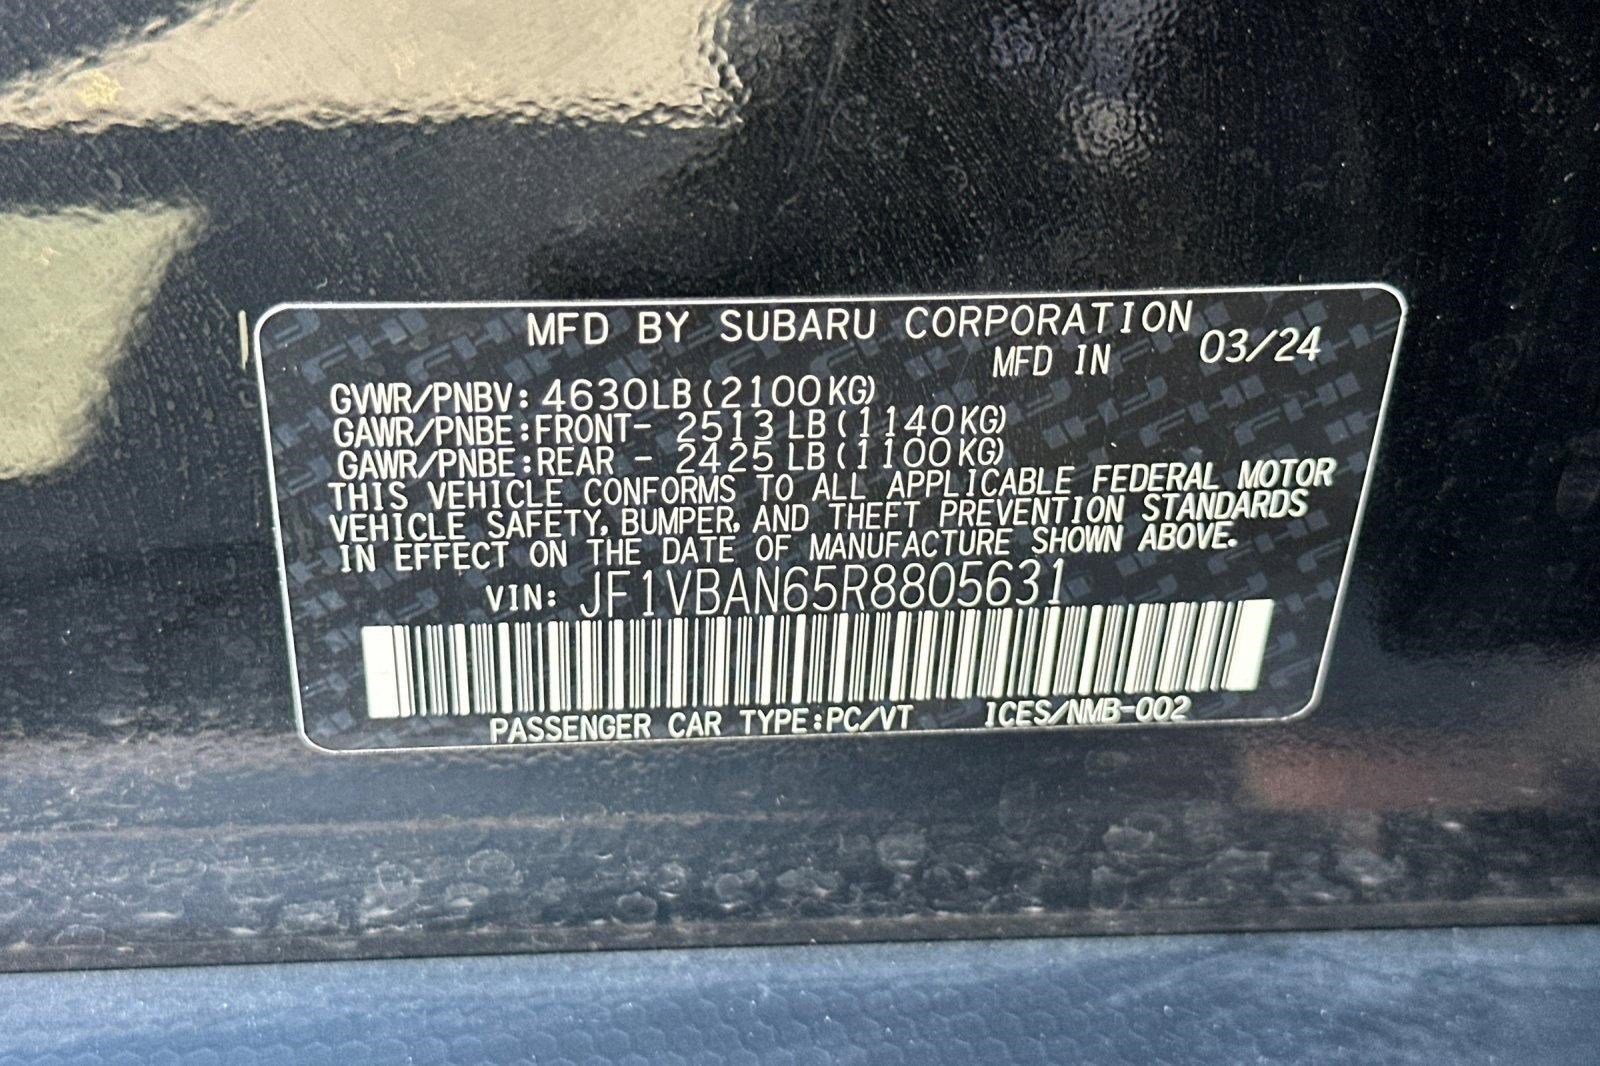 MFD BY SUBARU CORPORATION
MFD IN 03/24
GVWR/PNBV: 4630LB (2100KG)
GAWR/PNBE:FRONT- 2513 LB (1140KG)
GAWR/PNBE:REAR - 2425 LB (1100KG)
THIS VEHICLE CONFORMS TO ALL APPLICABLE FEDERAL MOTOR
VEHICLE SAFETY, BUMPER, AND THEFT PREVENTION STANDARDS
IN EFFECT ON THE DATE OF MANUFACTURE SHOWN ABOVE.
VIN: JF1VBAN65R8805631
PASSENGER CAR TYPE:PC/VT ICES/NMB-002